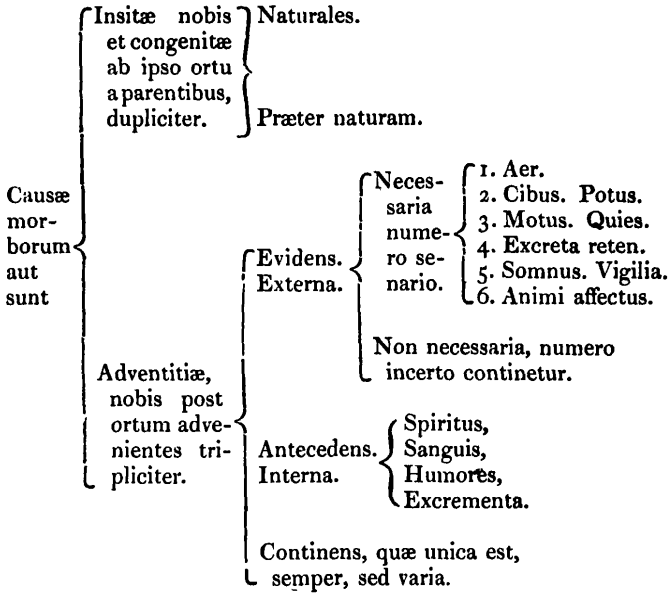 Causæ
mor-
borum
aut
sunt
Insitæ nobis
et congenitæ
ab ipso ortu
a parentibus,
dupliciter.
Naturales.
Præter naturam.
Adventitiæ,
nobis post
ortum adve-
nientes tri-
pliciter.
Evidens.
Externa.
Neces-
saria
nume-
ro se-
nario.
1. Aer.
2. Cibus. Potus.
3. Motus. Quies.
4. Excreta reten.
5. Somnus. Vigilia.
6. Animi affectus.
Non necessaria, numero
incerto continetur.
Antecedens.
Interna.
Spiritus,
Sanguis,
Humores,
Excrementa.
Continens, quæ unica est,
semper, sed varia.